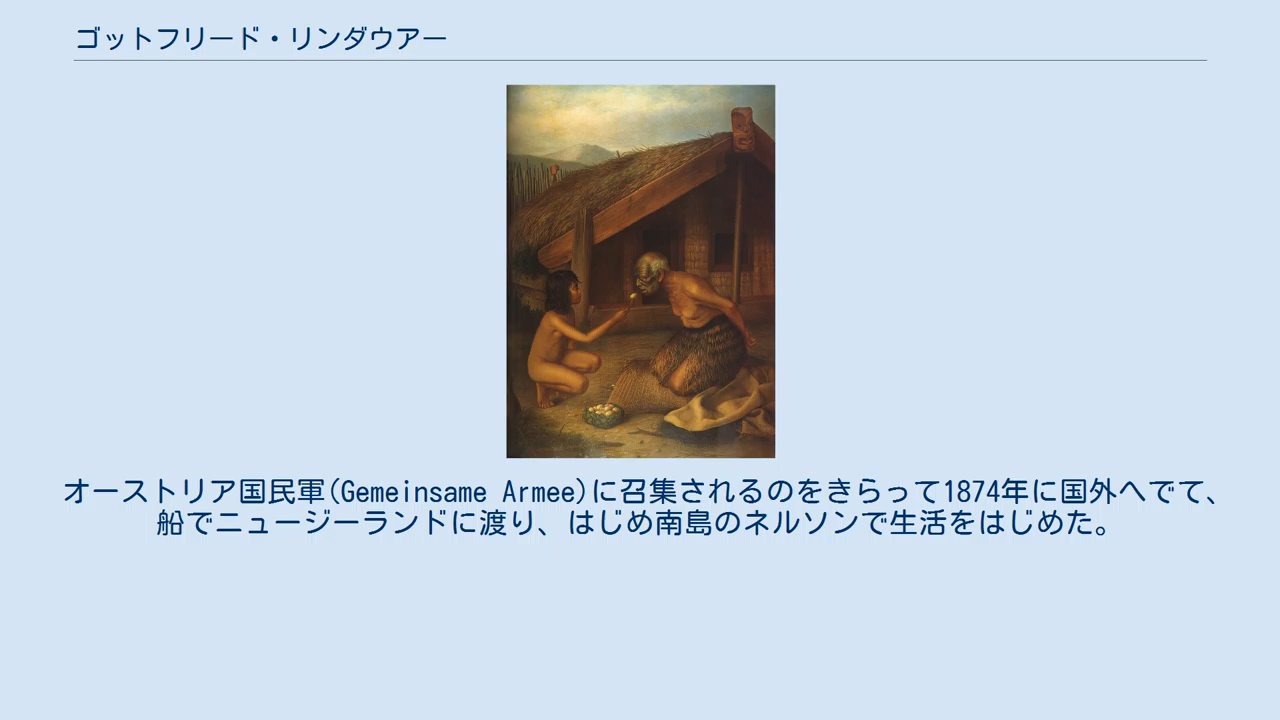 ゴットフリード・リンダウアー
オーストリア国民軍(Gemeinsame Armee)に召集されるのをきらって1874年に国外へでて、
船でニュージーランドに渡り、はじめ南島のネルソンで生活をはじめた。